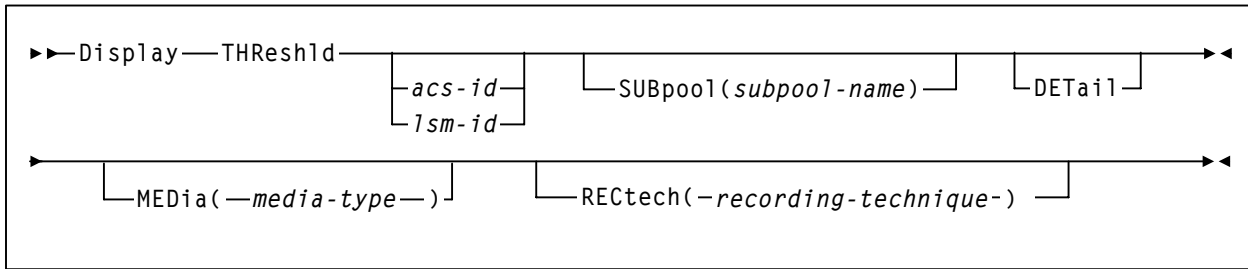 Display THReshld
acs-id
lsm-id
SUBpool(subpool-name)
DETail
MEDia(media-type)
RECtech(recording-technique)